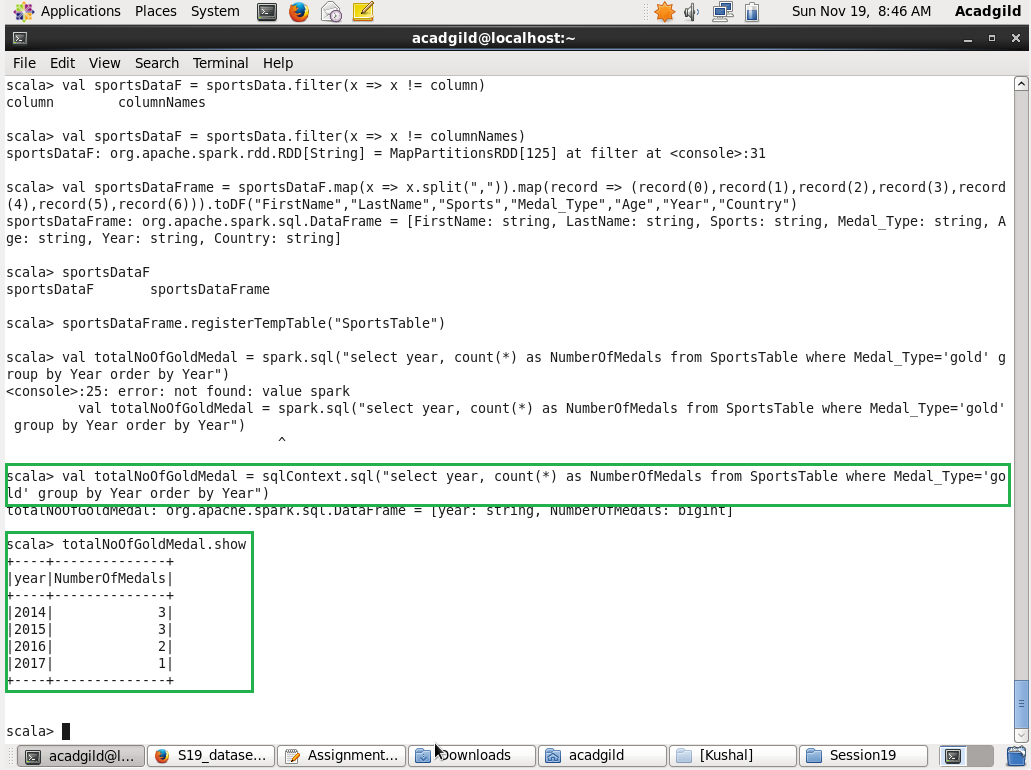 Applications Places System Sun Nov 19, 8:46 AM Acadgild
acadgild@localhost:~
File Edit View Search Terminal Help
scala> val sportsDataF = sportsData.filter(x => x != column)
column        columnNames
scala> val sportsDataF = sportsData.filter(x => x != columnNames)
sportsDataF: org.apache.spark.rdd.RDD[String] = MapPartitionsRDD[125] at filter at <console>:31
scala> val sportsDataFrame = sportsDataF.map(x => x.split(",")).map(record => (record(0),record(1),record(2),record(3),record
(4),record(5),record(6))).toDF("FirstName","LastName","Sports","Medal_Type","Age","Year","Country")
sportsDataFrame: org.apache.spark.sql.DataFrame = [FirstName: string, LastName: string, Sports: string, Medal_Type: string, A
ge: string, Year: string, Country: string]
scala> sportsDataF
sportsDataF       sportsDataFrame
scala> sportsDataFrame.registerTempTable("SportsTable")
scala> val totalNoOfGoldMedal = spark.sql("select year, count(*) as NumberOfMedals from SportsTable where Medal_Type='gold' g
roup by Year order by Year")
<console>:25: error: not found: value spark
         val totalNoOfGoldMedal = spark.sql("select year, count(*) as NumberOfMedals from SportsTable where Medal_Type='gold'
 group by Year order by Year")
                                  ^
scala> val totalNoOfGoldMedal = sqlContext.sql("select year, count(*) as NumberOfMedals from SportsTable where Medal_Type='go
ld' group by Year order by Year")
totalNoOfGoldMedal: org.apache.spark.sql.DataFrame = [year: string, NumberOfMedals: bigint]
scala> totalNoOfGoldMedal.show
+----+--------------+
|year|NumberOfMedals|
+----+--------------+
|2014|             3|
|2015|             3|
|2016|             2|
|2017|             1|
+----+--------------+
scala>
acadgild@l... S19_datase... Assignment... Downloads acadgild [Kushal] Session19